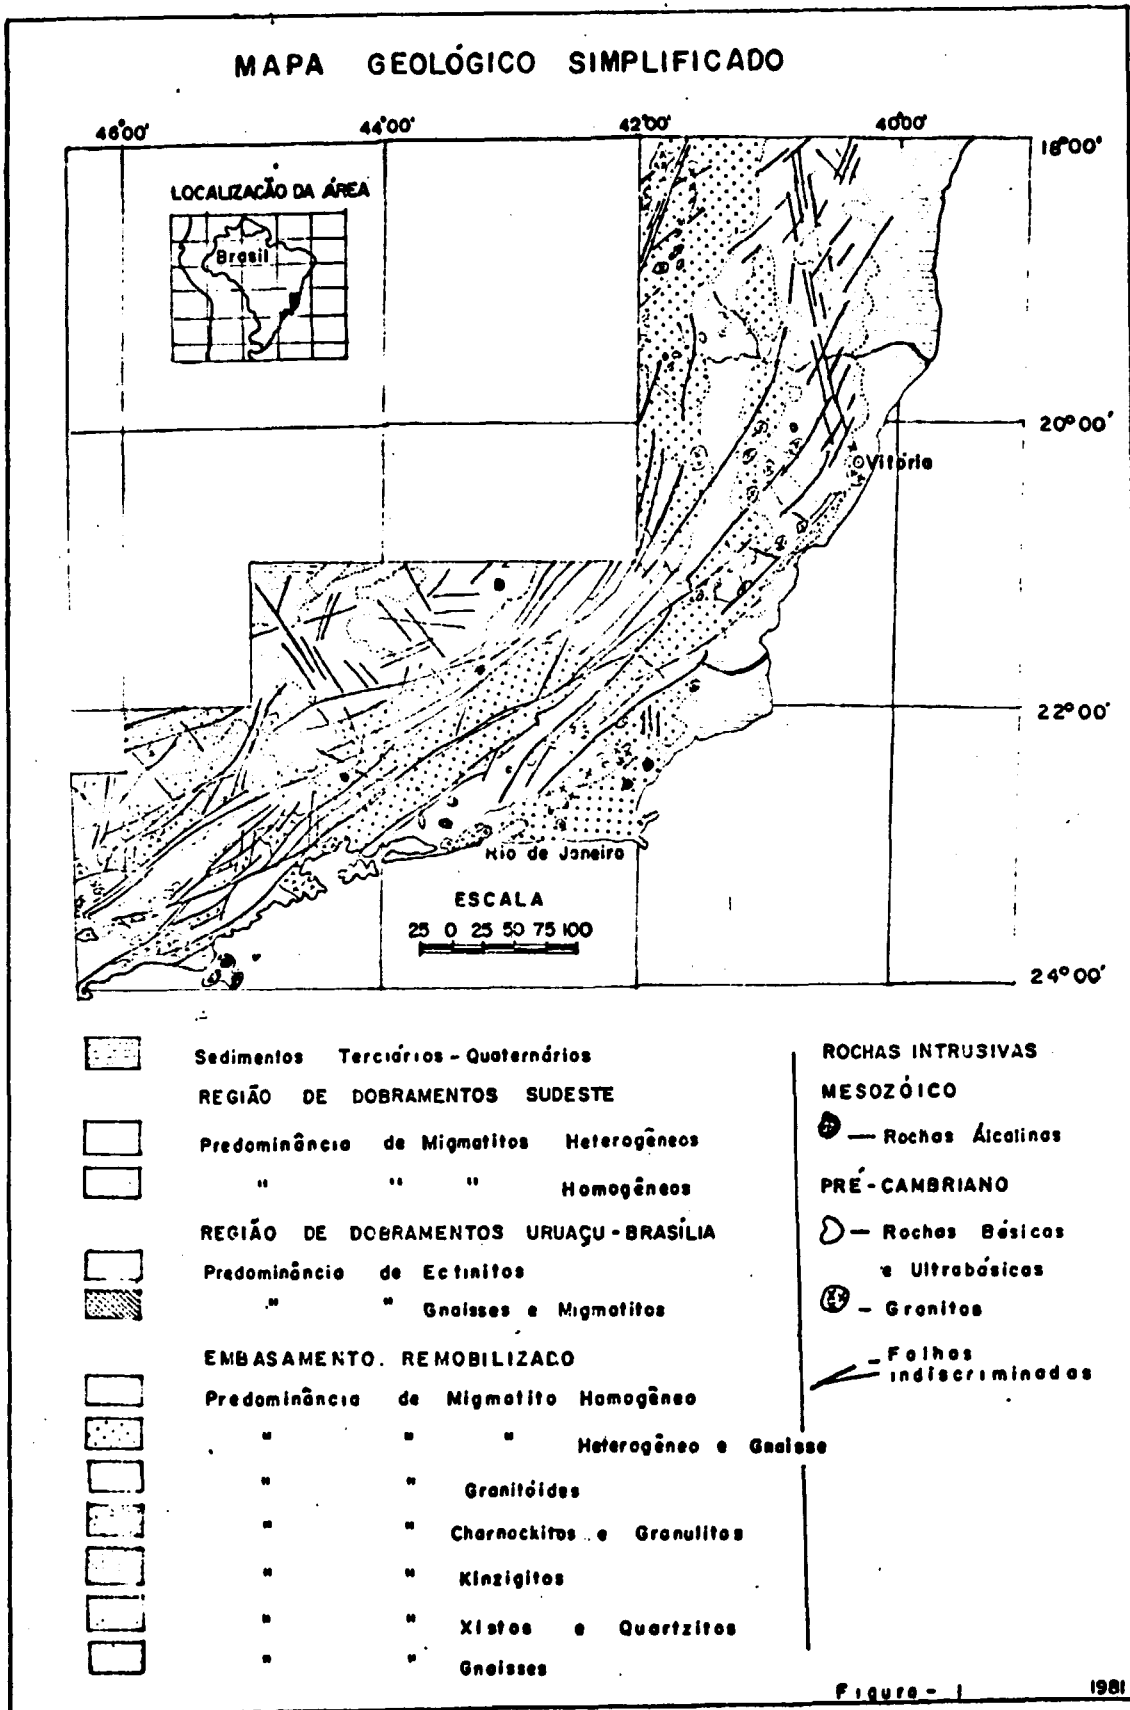 MAPA GEOLÓGICO SIMPLIFICADO
46°00' 44°00' 42°00' 40°00'
18°00'
LOCALIZAÇÃO DA ÁREA
Brasil
20°00'
Vitória
22°00'
Rio de Janeiro
ESCALA
25 0 25 50 75 100
24°00'
Sedimentos Terciários - Quaternários
REGIÃO DE DOBRAMENTOS SUDESTE
Predominância de Migmatitos Heterogêneos
" " " Homogêneos
REGIÃO DE DOBRAMENTOS URUAÇU - BRASÍLIA
Predominância de Ectinitos
" " Gnaisses e Migmatitos
EMBASAMENTO. REMOBILIZADO
Predominância de Migmatito Homogêneo
" " " Heterogêneo e Gnaisse
" " Granitóides
" " Charnockitos e Granulitos
" " Kinzigitos
" " Xistos e Quartzitos
" " Gnaisses
ROCHAS INTRUSIVAS
MESOZÓICO
— Rochas Álcalinas
PRÉ-CAMBRIANO
— Rochas Básicas
e Ultrabásicas
- Granitos
- Falhas
indiscriminadas
Figura - 1
1981